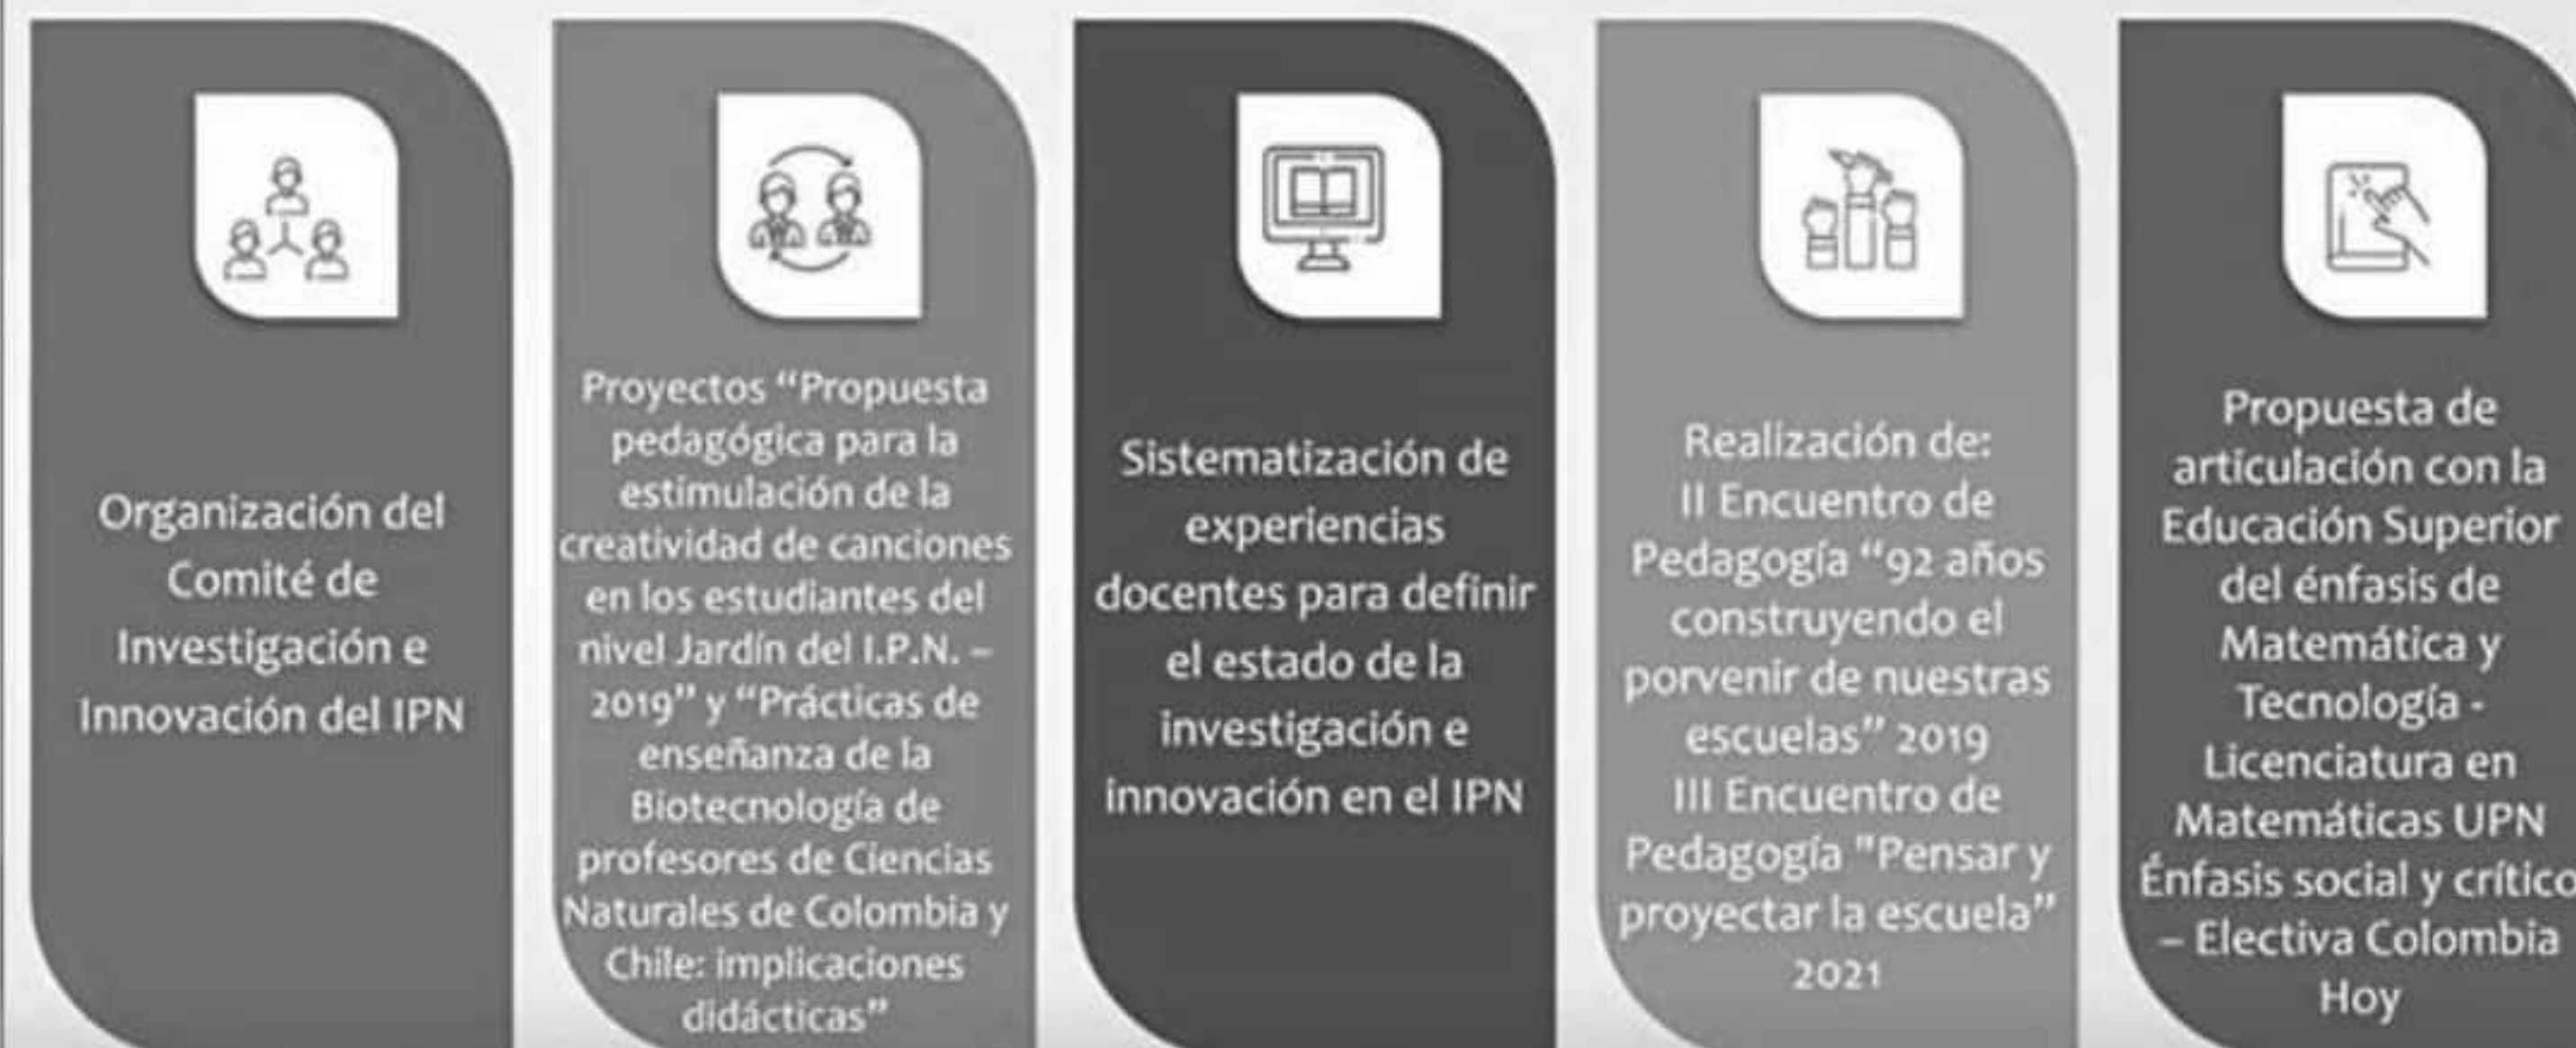 Organización del
Comité de
Investigación e
Innovación del IPN
Proyectos “Propuesta
pedagógica para la
estimulación de la
creatividad de canciones
en los estudiantes del
nivel Jardín del I.P.N. –
2019” y “Prácticas de
enseñanza de la
Biotecnología de
profesores de Ciencias
Naturales de Colombia y
Chile: implicaciones
didácticas”
Sistematización de
experiencias
docentes para definir
el estado de la
investigación e
innovación en el IPN
Realización de:
II Encuentro de
Pedagogía “92 años
construyendo el
porvenir de nuestras
escuelas” 2019
III Encuentro de
Pedagogía "Pensar y
proyectar la escuela”
2021
Propuesta de
articulación con la
Educación Superior
del énfasis de
Matemática y
Tecnología -
Licenciatura en
Matemáticas UPN
Énfasis social y crítico
– Electiva Colombia
Hoy